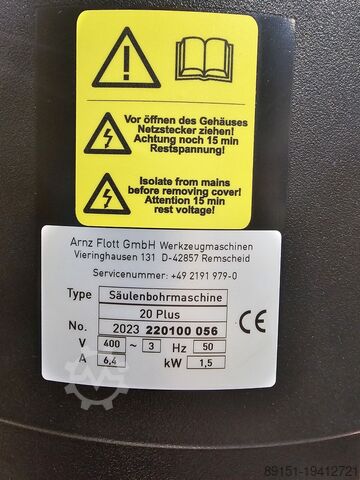 Vor öffnen des Gehäuses
Netzstecker ziehen!
Achtung noch 15 min
Restspannung!
Isolate from mains
before removing cover!
Attention 15 min
rest voltage!
Arnz Flott GmbH Werkzeugmaschinen
Vieringhausen 131 D-42857 Remscheid
Servicenummer: +49 2191 979-0
Type Säulenbohrmaschine
20 Plus
No. 2023 220100 056
V 400 ~ 3 Hz 50
A 6,4 kW 1,5
CE
89151-19412721